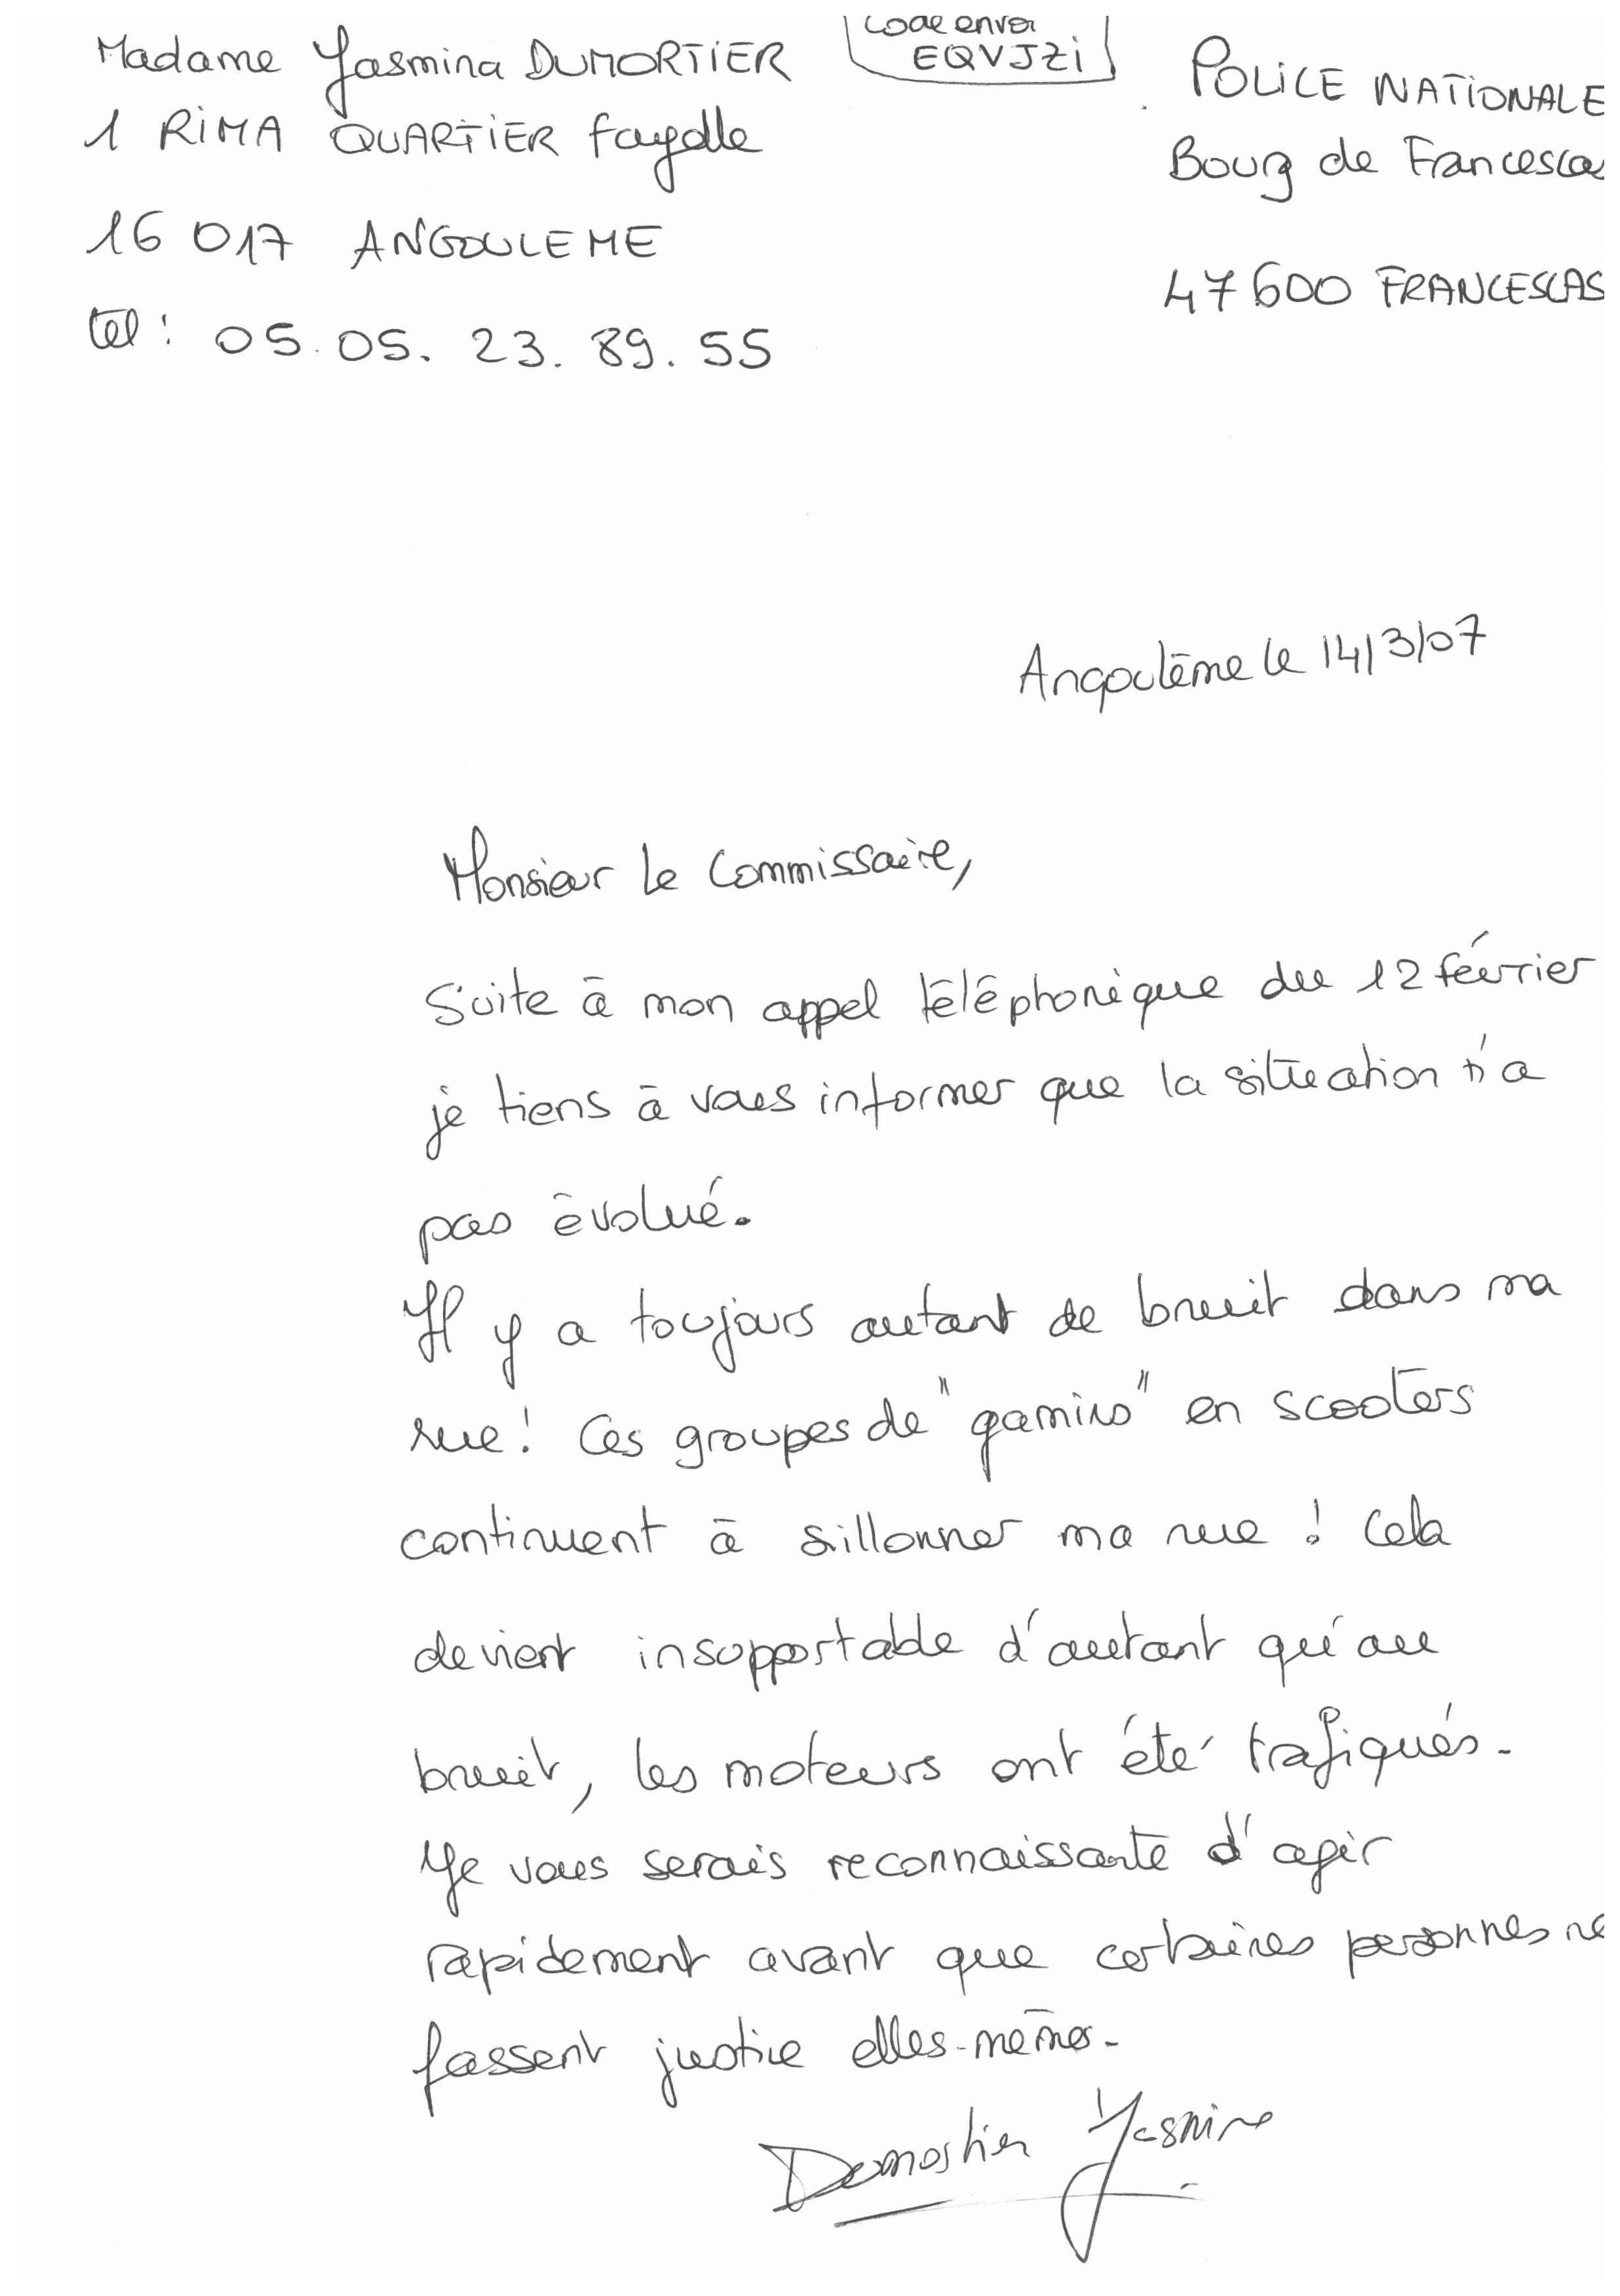 Madame Yasmina DUMORTIER
1 RIMA QUARTIER Fayolle
16 017 ANGOULEME
tel : 05.05.23.89.55
Code envoi
EQVJZI
POLICE NATIONALE
Bourg de Francescas
47600 FRANCESCAS
Angoulême le 14/3/07
Monsieur Le Commissaire,
Suite à mon appel téléphonique du 12 février
je tiens à vous informer que la situation n'a
pas évolué.
Il y a toujours autant de bruit dans ma
rue! Ces groupes de "gamins" en scooters
continuent à sillonner ma rue ! Cela
devient insupportable d'autant qu'au
bruit, les moteurs ont été trafiqués.
Je vous serais reconnaissante d'agir
rapidement avant que certaines personnes ne
fassent justice elles-mêmes.
Dumortier Yasmina